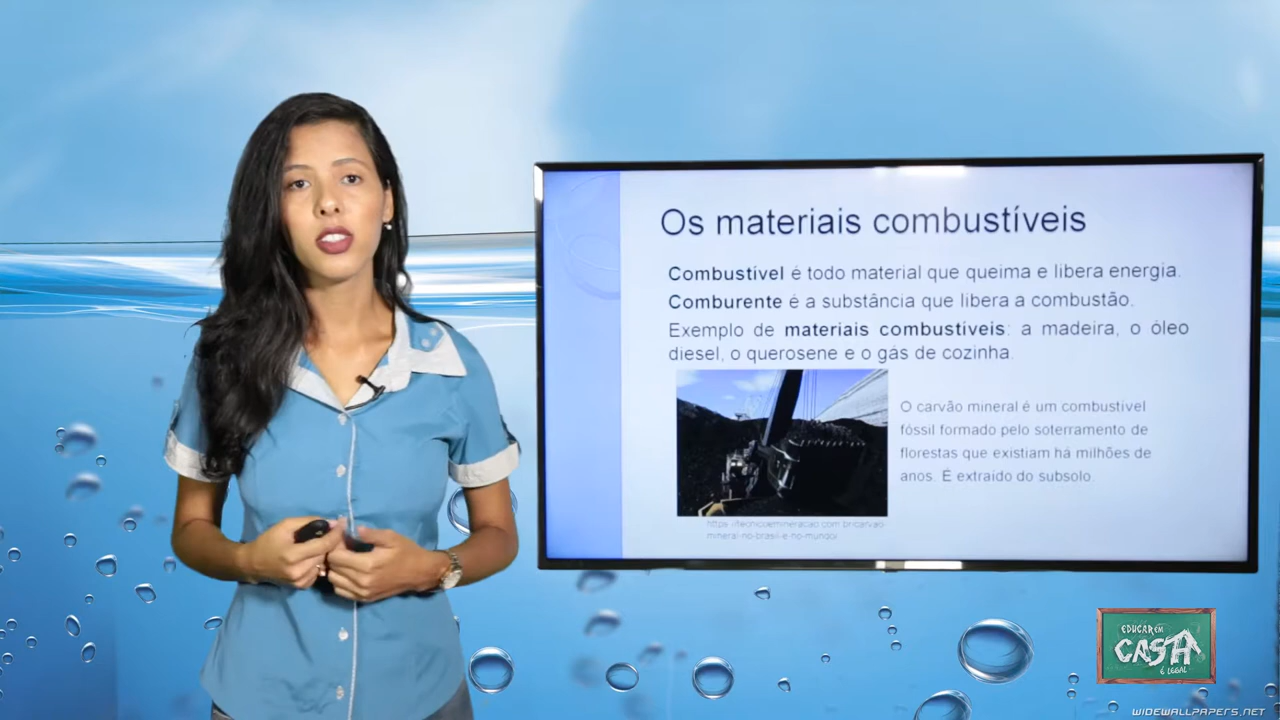 Os materiais combustíveis
Combustível é todo material que queima e libera energia.
Comburente é a substância que libera a combustão.
Exemplo de materiais combustíveis: a madeira, o óleo
diesel, o querosene e o gás de cozinha.
O carvão mineral é um combustível
fóssil formado pelo soterramento de
florestas que existiam há milhões de
anos. É extraído do subsolo.
https://tecnicoemineracao.com.br/carvao-
mineral-no-brasil-e-no-mundo/
EDUCAR EM
CASA
É LEGAL
WIDEWALLPAPERS.NET